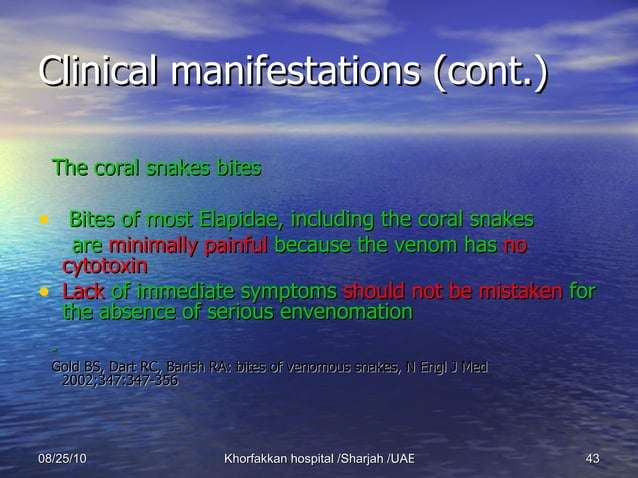 Clinical manifestations (cont.)
The coral snakes bites
• Bites of most Elapidae, including the coral snakes
are minimally painful because the venom has no
cytotoxin
• Lack of immediate symptoms should not be mistaken for
the absence of serious envenomation
-
Gold BS, Dart RC, Barish RA: bites of venomous snakes, N Engl J Med
2002;347:347-356
08/25/10 Khorfakkan hospital /Sharjah /UAE 43